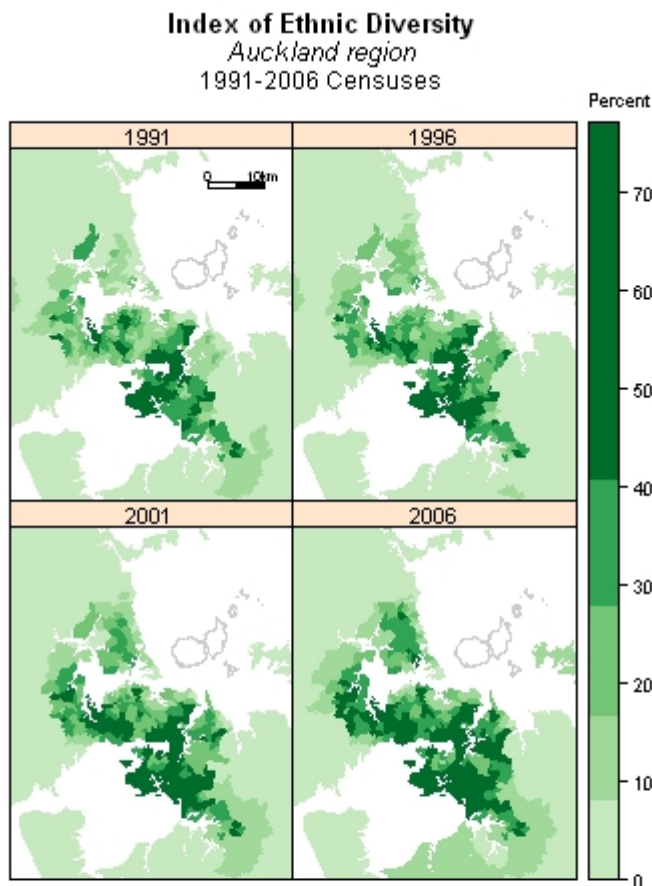 Index of Ethnic Diversity
Auckland region
1991-2006 Censuses
Percent
1991
1996
0 10km
70
60
50
40
30
20
10
0
2001
2006